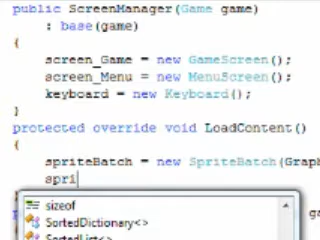 public ScreenManager(Game game)
: base(game)
{
screen_Game = new GameScreen();
screen_Menu = new MenuScreen();
keyboard = new Keyboard();
}
protected override void LoadContent()
{
spriteBatch = new SpriteBatch(Grap
spri
sizeof
SortedDictionary<>
SortedList<>